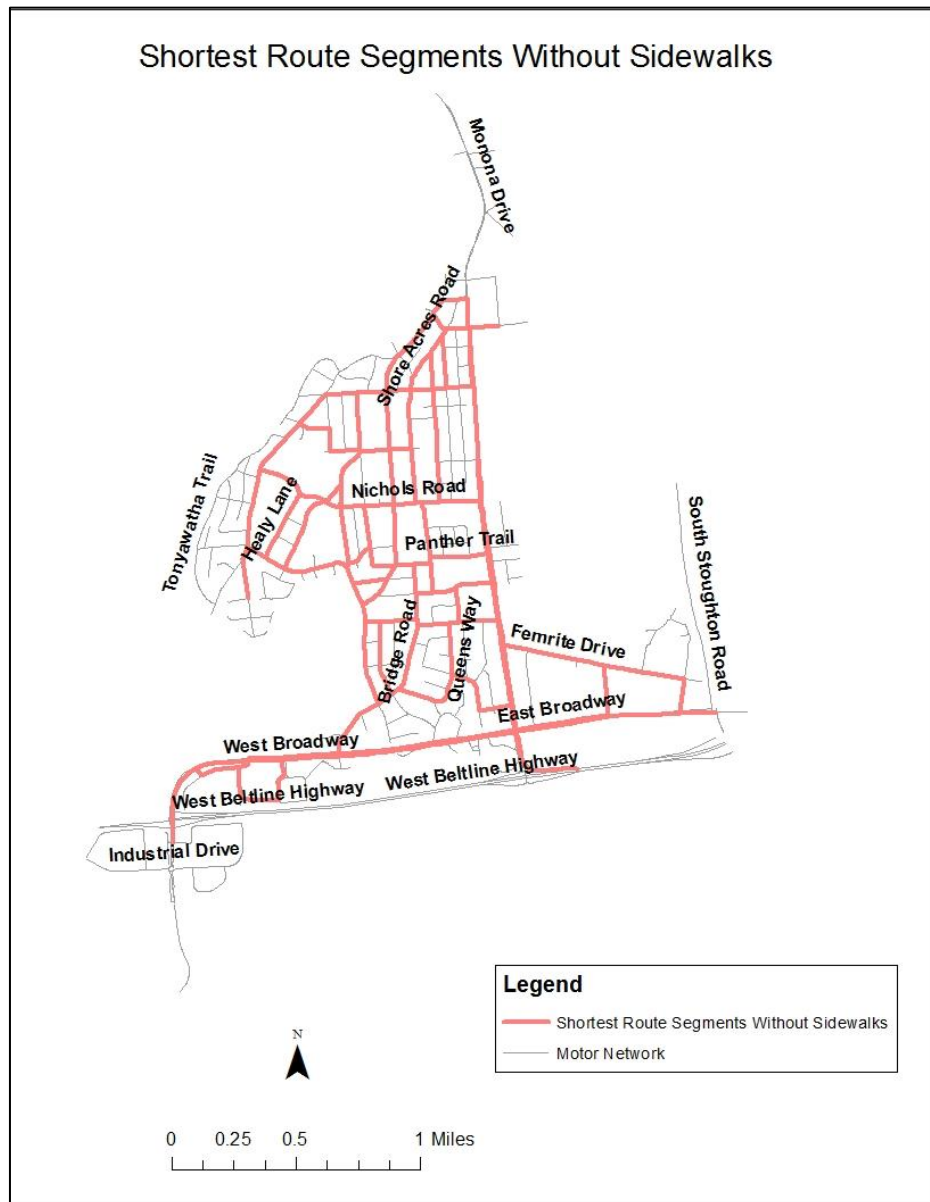 Shortest Route Segments Without Sidewalks
Monona Drive
Shore Acres Road
Tonyawatha Trail
Healy Lane
Nichols Road
Panther Trail
South Stoughton Road
Bridge Road
Queens Way
Femrite Drive
East Broadway
West Broadway
West Beltline Highway
West Beltline Highway
Industrial Drive
Legend
Shortest Route Segments Without Sidewalks
Motor Network
N
0 0.25 0.5 1 Miles